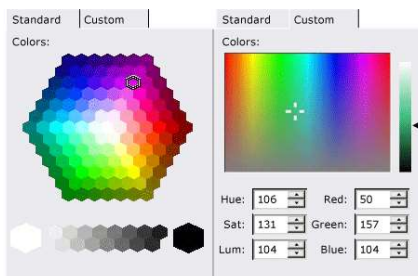 Standard Custom
Colors:
Standard Custom
Colors:
Hue: 106 Red: 50
Sat: 131 Green: 157
Lum: 104 Blue: 104